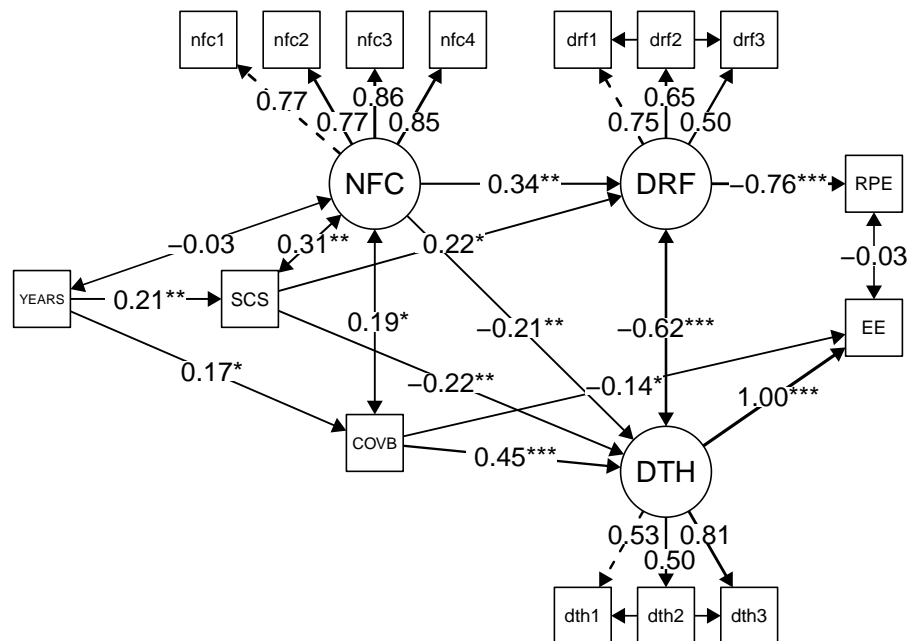 nfc1 nfc2 nfc3 nfc4 drf1 drf2 drf3
0.77 0.77 0.86 0.85 0.75 0.65 0.50
NFC 0.34** DRF −0.76*** RPE
−0.03 0.31** 0.22* −0.03
YEARS 0.21** SCS 0.19* −0.21** −0.62*** EE
0.17* −0.22** −0.14* 1.00***
COVB 0.45*** DTH
0.53 0.50 0.81
dth1 dth2 dth3